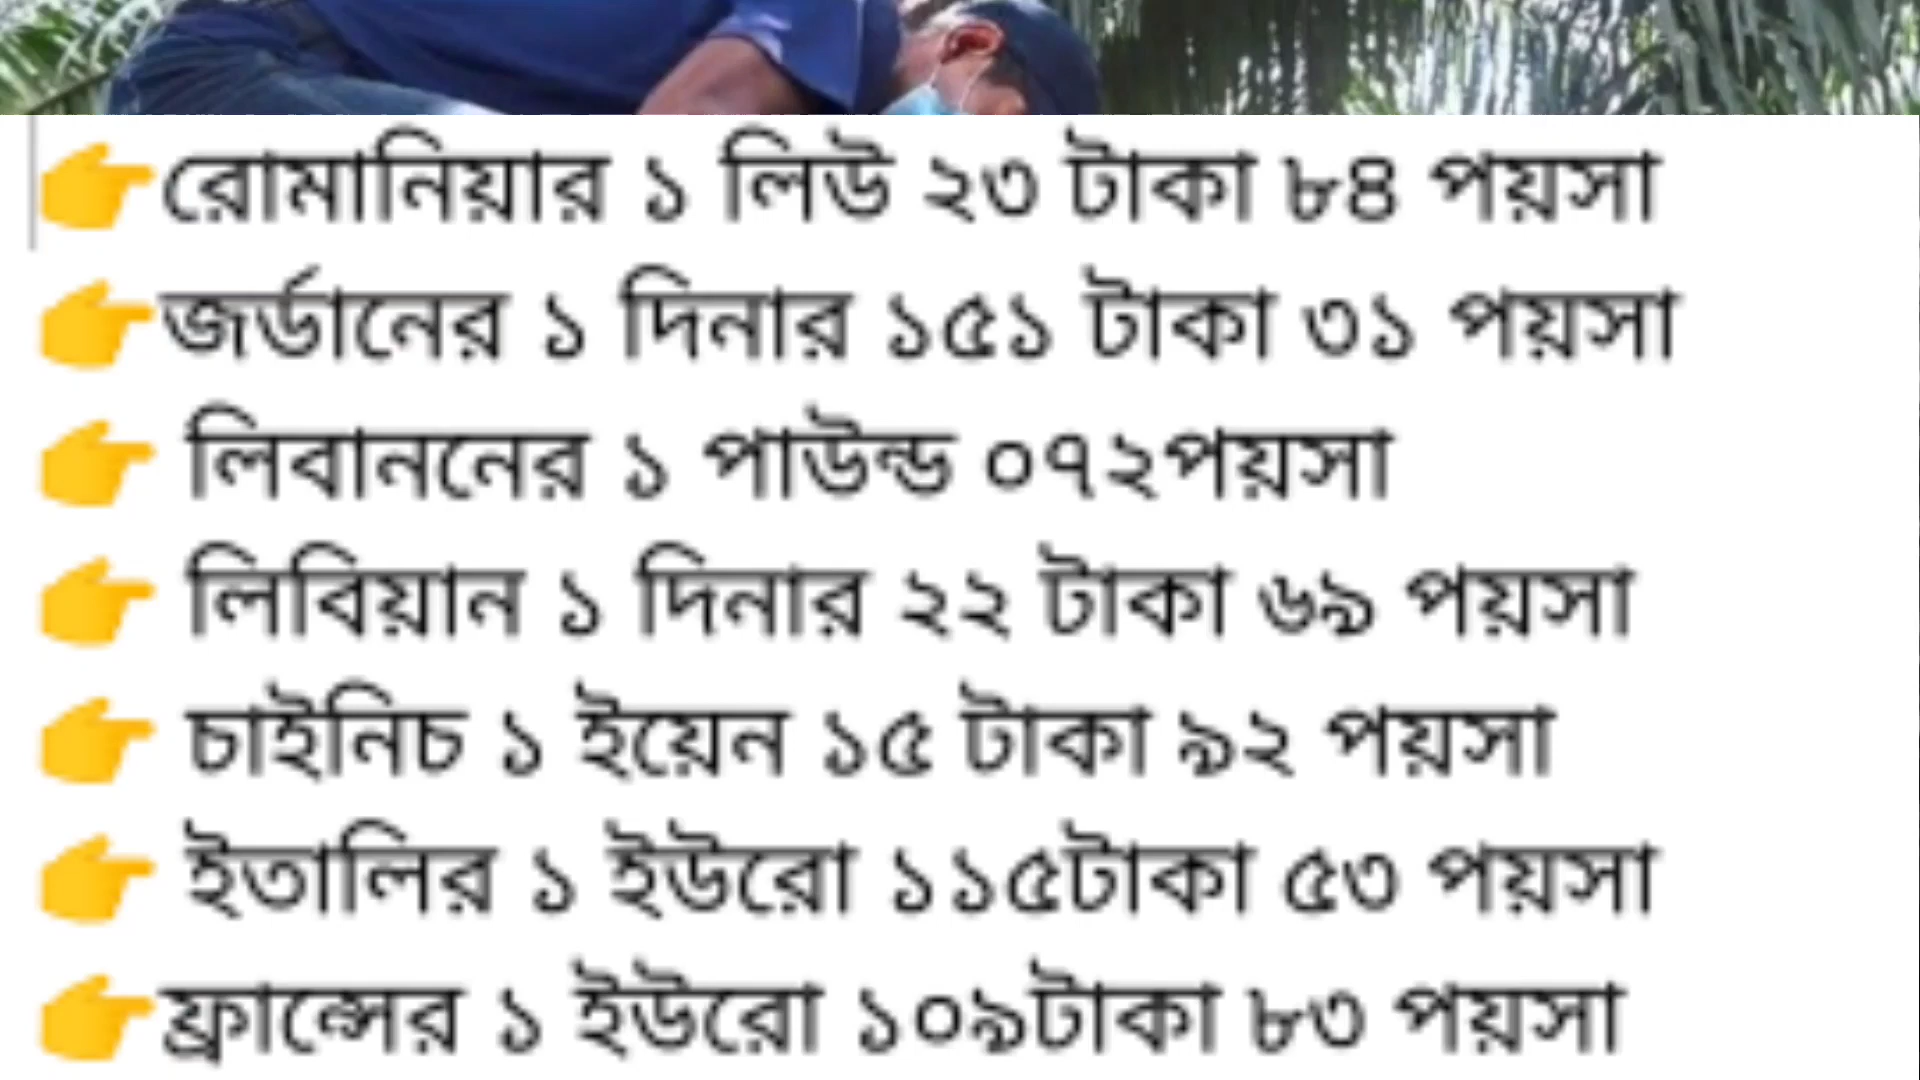 👉রোমানিয়ার ১ লিউ ২৩ টাকা ৮৪ পয়সা
👉জর্ডানের ১ দিনার ১৫১ টাকা ৩১ পয়সা
👉 লিবাননের ১ পাউন্ড ০৭২পয়সা
👉 লিবিয়ান ১ দিনার ২২ টাকা ৬৯ পয়সা
👉 চাইনিচ ১ ইয়েন ১৫ টাকা ৯২ পয়সা
👉 ইতালির ১ ইউরো ১১৫টাকা ৫৩ পয়সা
👉ফ্রান্সের ১ ইউরো ১০৯টাকা ৮৩ পয়সা